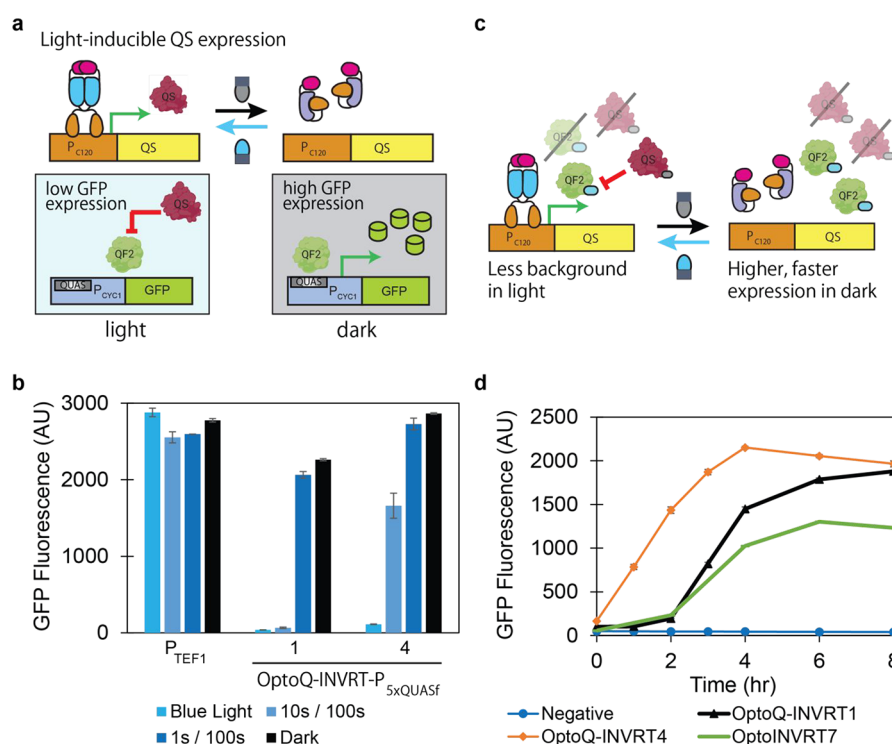 a
Light-inducible QS expression
QS
P C120
QS
P C120
QS
low GFP
expression
QS
QF2
QUAS
P CYC1
GFP
light
high GFP
expression
QF2
QUAS
P CYC1
GFP
dark
c
QF2
QS
QF2
QS
P C120
QS
Less background
in light
QS
QF2
QS
QF2
P C120
QS
Higher, faster
expression in dark
b
GFP Fluorescence (AU)
3000
2000
1000
0
P TEF1
1
4
OptoQ-INVRT-P 5xQUASf
Blue Light
10s / 100s
1s / 100s
Dark
d
GFP Fluorescence (AU)
2500
2000
1500
1000
500
0
0
2
4
6
8
Time (hr)
Negative
OptoQ-INVRT1
OptoQ-INVRT4
OptoINVRT7